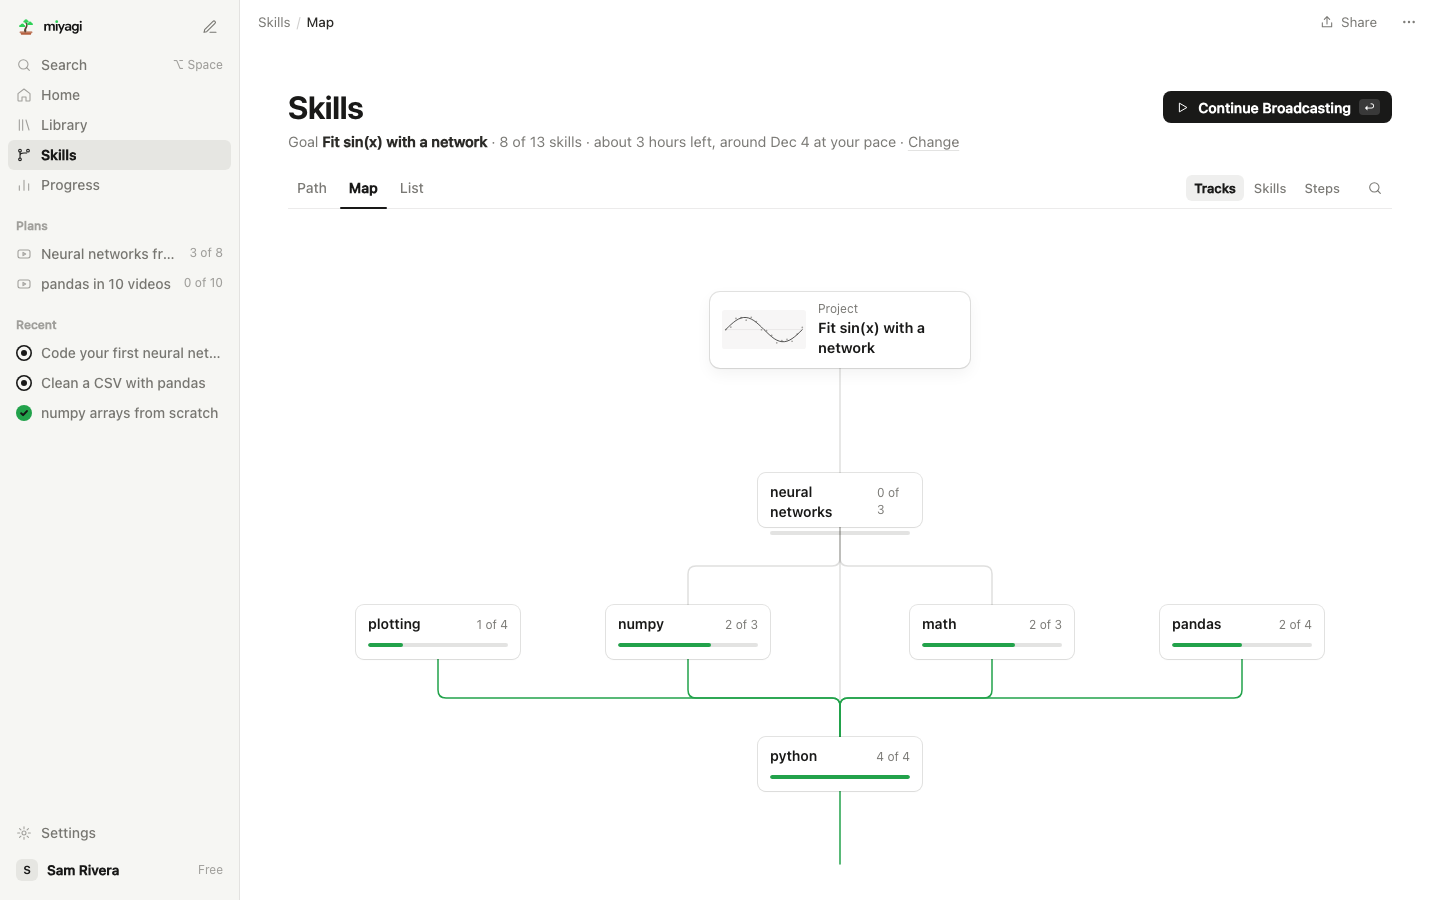 miyagi
Search
⌥ Space
Home
Library
Skills
Progress
Plans
Neural networks fr...
3 of 8
pandas in 10 videos
0 of 10
Recent
Code your first neural net...
Clean a CSV with pandas
numpy arrays from scratch
Settings
S
Sam Rivera
Free
Skills / Map
Share
Skills
Continue Broadcasting
Goal Fit sin(x) with a network · 8 of 13 skills · about 3 hours left, around Dec 4 at your pace · Change
Path
Map
List
Tracks
Skills
Steps
Project
Fit sin(x) with a
network
neural
networks
0 of
3
plotting
1 of 4
numpy
2 of 3
math
2 of 3
pandas
2 of 4
python
4 of 4